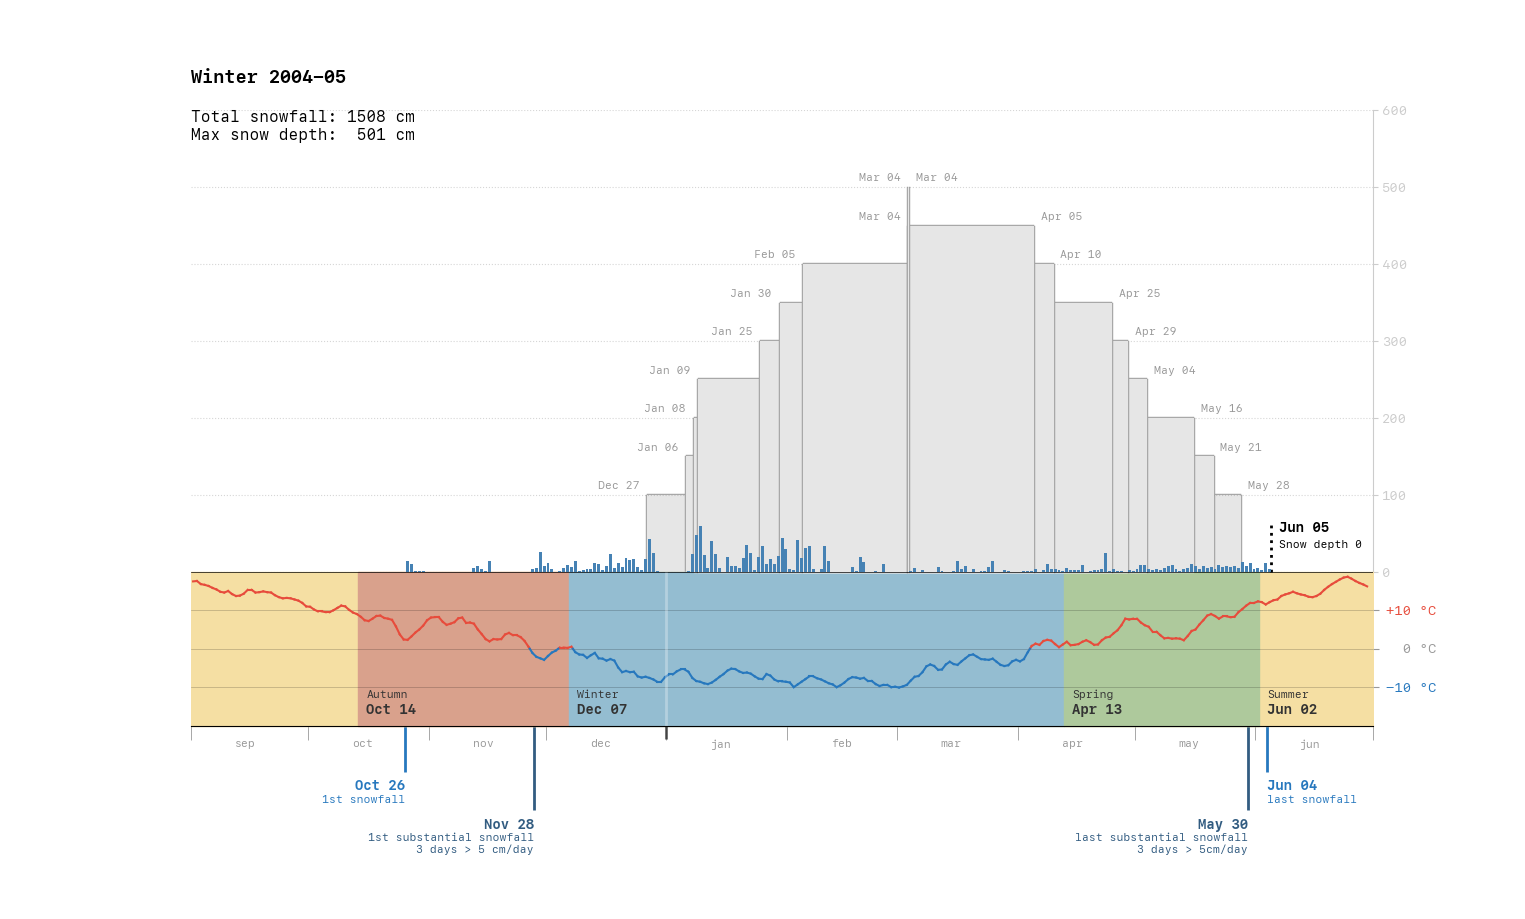 Winter 2004–05
Total snowfall: 1508 cm
Max snow depth:  501 cm
600
Mar 04 Mar 04
500
Mar 04
Apr 05
Feb 05
Apr 10
400
Jan 30
Apr 25
Jan 25
Apr 29
300
Jan 09
May 04
Jan 08
May 16
200
Jan 06
May 21
Dec 27
May 28
100
Jun 05
Snow depth 0
0
+10 °C
0 °C
−10 °C
Autumn
Oct 14
Winter
Dec 07
Spring
Apr 13
Summer
Jun 02
sep oct nov dec jan feb mar apr may jun
Oct 26
1st snowfall
Jun 04
last snowfall
Nov 28
1st substantial snowfall
3 days > 5 cm/day
May 30
last substantial snowfall
3 days > 5cm/day